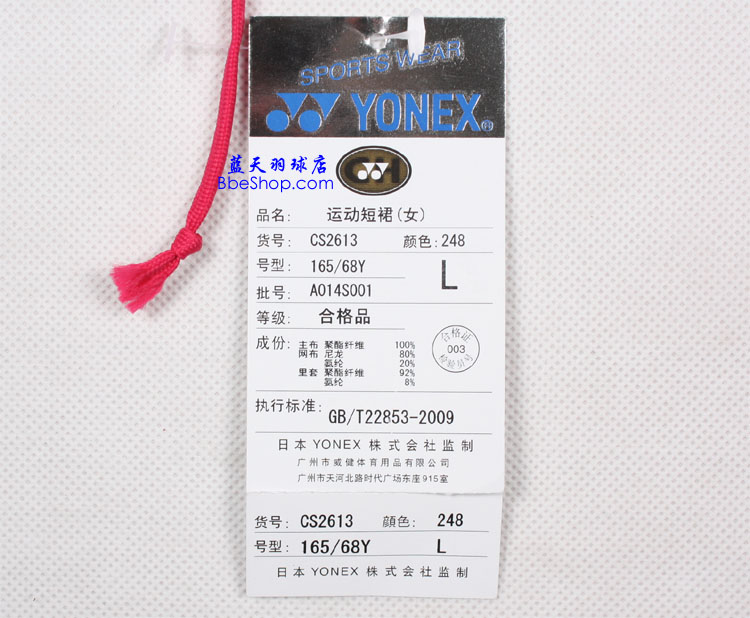 SPORTS WEAR
YONEX®
蓝天羽球店
BbeShop.com
GH
品名: 运动短裙(女)
货号: CS2613 颜色: 248
号型: 165/68Y L
批号: A014S001
等级: 合格品
成份: 主布 聚酯纤维 100%
网布 尼龙 80%
氨纶 20%
里套 聚酯纤维 92%
氨纶 8%
合格证
003
检验员号
执行标准: GB/T22853-2009
日本 YONEX 株式会社监制
广州市威健体育用品有限公司
广州市天河北路时代广场东座915室
货号: CS2613 顔色: 248
号型: 165/68Y L
日本 YONEX 株式会社监制